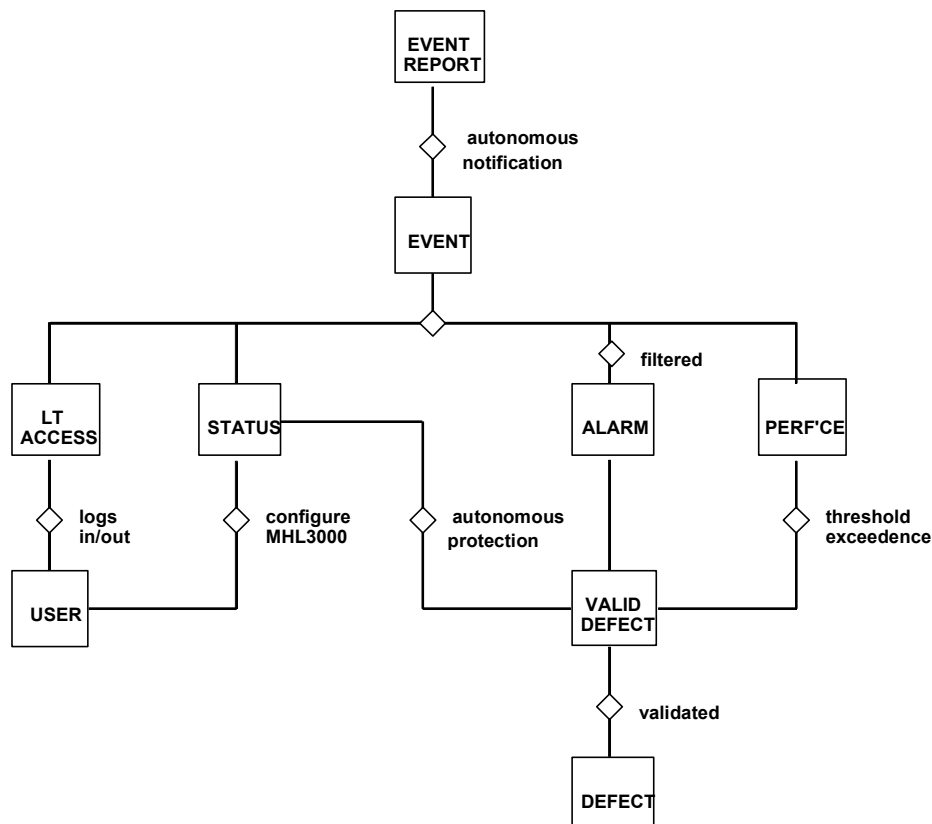 EVENT
REPORT
autonomous
notification
EVENT
filtered
LT
ACCESS
STATUS
ALARM
PERF'CE
logs
in/out
configure
MHL3000
autonomous
protection
threshold
exceedence
USER
VALID
DEFECT
validated
DEFECT